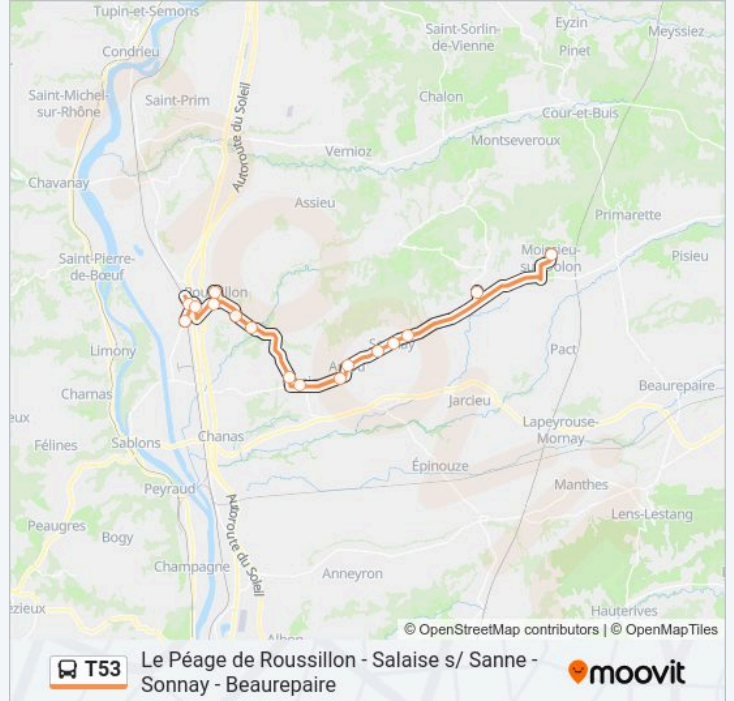 Tupin-et-Semons
Condrieu
Saint-Sorlin-
de-Vienne
Eyzin
Pinet
Meyssiez
Saint-Michel-
sur-Rhône
Saint-Prim
Autoroute du Soleil
Chalon
Cour-et-Buis
Montseveroux
Vernioz
Chavanay
Assieu
Primarette
Saint-Pierre-
de-Bœuf
Pisieu
Limony
Pact
Beaurepaire
Charnas
Jarcieu
Lapeyrouse-
Mornay
eux
Félines
Sablons
Chanas
Épinouze
Peyraud
Manthes
Lens-Lestang
Peaugres
Bogy
Autoroute du Soleil
Champagne
Anneyron
ezieux
Hauterives
© OpenStreetMap contributors | © OpenMapTiles
T53
Le Péage de Roussillon - Salaise s/ Sanne -
Sonnay - Beaurepaire
moovit